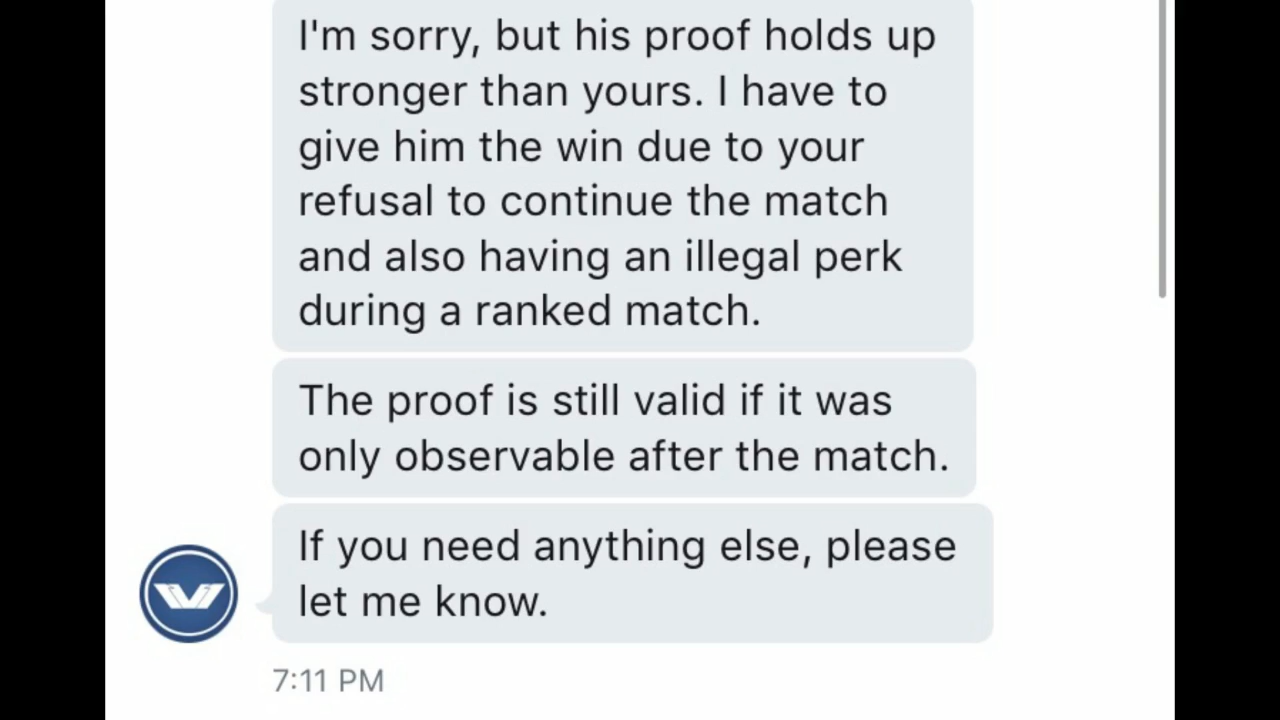 I'm sorry, but his proof holds up
stronger than yours. I have to
give him the win due to your
refusal to continue the match
and also having an illegal perk
during a ranked match.
The proof is still valid if it was
only observable after the match.
If you need anything else, please
let me know.
7:11 PM